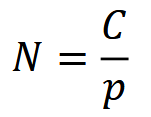 N = C/p